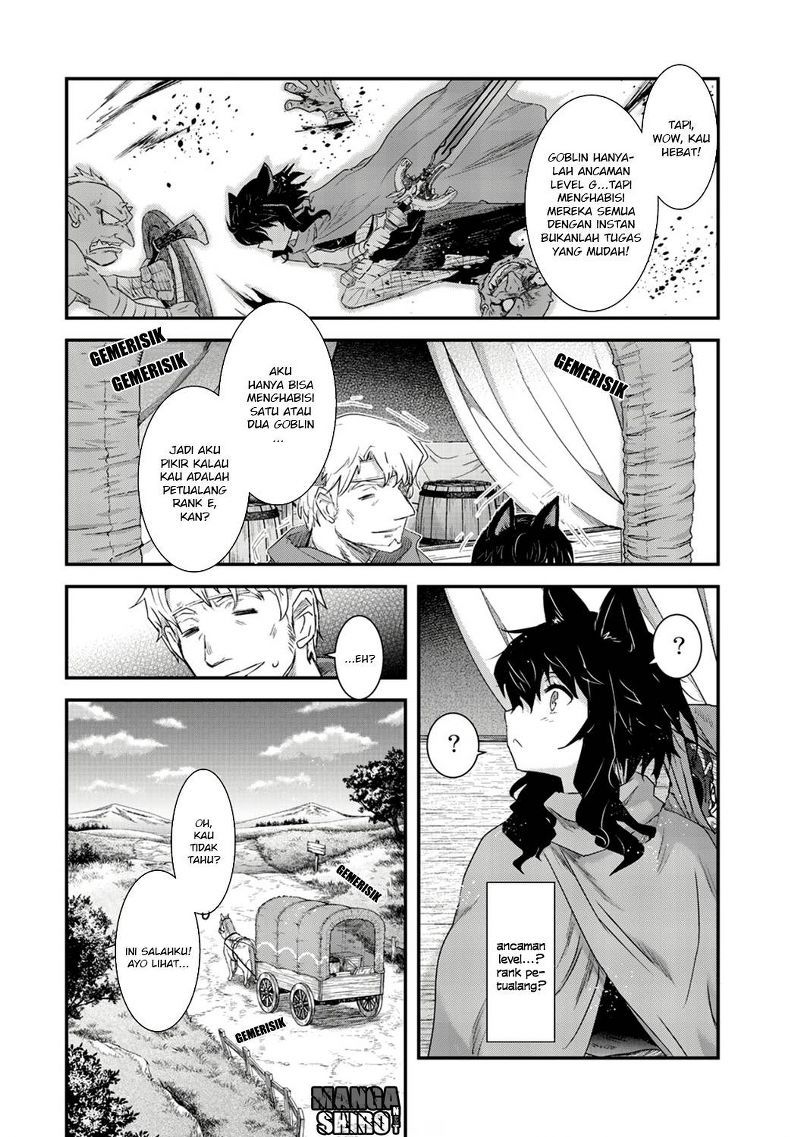 TAPI,
WOW, KAU
HEBAT!
GOBLIN HANYA-
LAH ANCAMAN
LEVEL G...TAPI
MENGHABISI
MEREKA SEMUA
DENGAN INSTAN
BUKANLAH TUGAS
YANG MUDAH!
GEMERISIK
GEMERISIK
GEMERISIK
AKU
HANYA BISA
MENGHABISI
SATU ATAU
DUA GOBLIN
...
JADI AKU
PIKIR KALAU
KAU ADALAH
PETUALANG
RANK E,
KAN?
?
?
ancaman
level...?
rank pe-
tualang?
...EH?
OH,
KAU
TIDAK
TAHU?
INI SALAHKU!
AYO LIHAT...
GEMERISIK
GEMERISIK
MANGA
SHIRO
NET